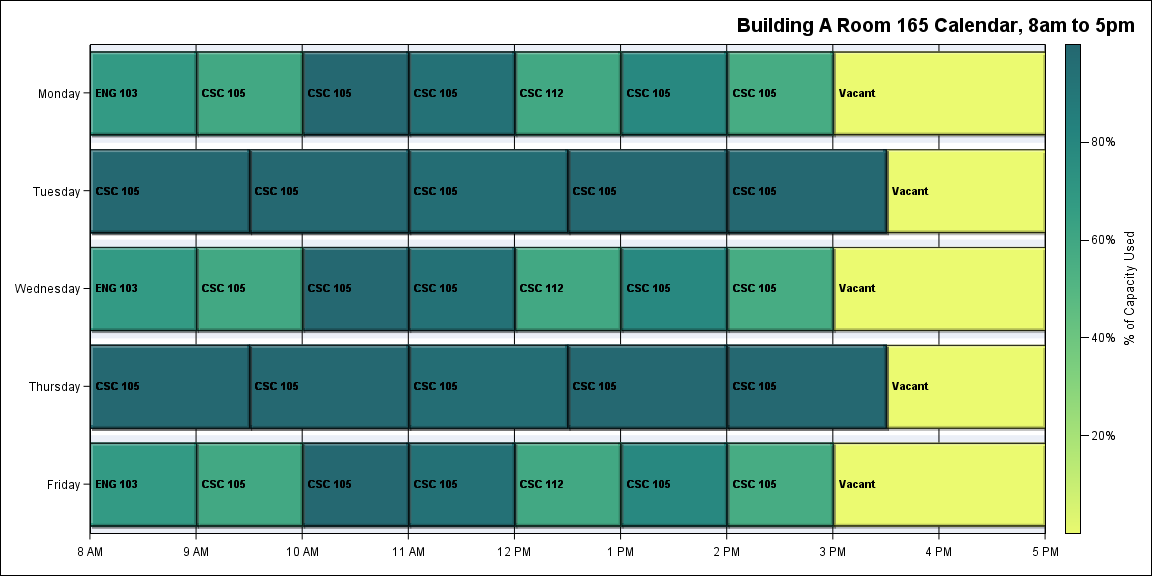 Building A Room 165 Calendar, 8am to 5pm
Monday
ENG 103
CSC 105
CSC 105
CSC 105
CSC 112
CSC 105
CSC 105
Vacant
Tuesday
CSC 105
CSC 105
CSC 105
CSC 105
CSC 105
Vacant
Wednesday
ENG 103
CSC 105
CSC 105
CSC 105
CSC 112
CSC 105
CSC 105
Vacant
Thursday
CSC 105
CSC 105
CSC 105
CSC 105
CSC 105
Vacant
Friday
ENG 103
CSC 105
CSC 105
CSC 105
CSC 112
CSC 105
CSC 105
Vacant
8 AM
9 AM
10 AM
11 AM
12 PM
1 PM
2 PM
3 PM
4 PM
5 PM
80%
60%
40%
20%
% of Capacity Used